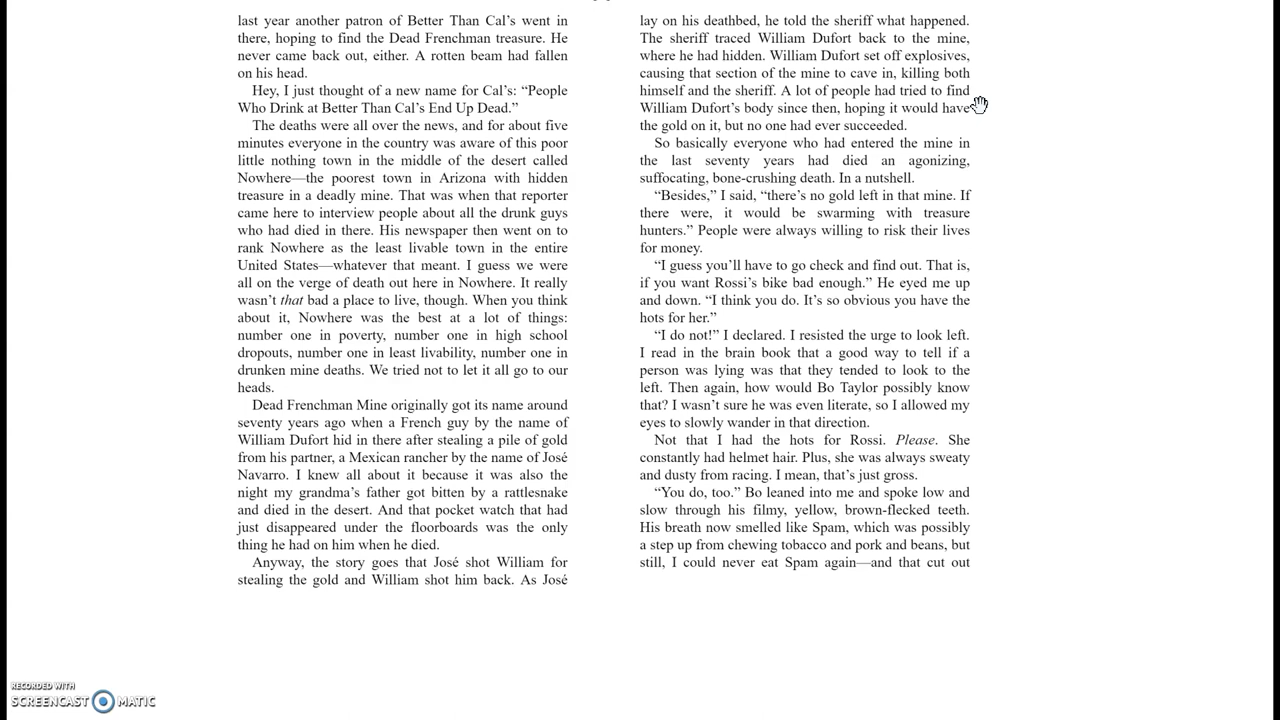 last year another patron of Better Than Cal’s went in
there, hoping to find the Dead Frenchman treasure. He
never came back out, either. A rotten beam had fallen
on his head.
Hey, I just thought of a new name for Cal’s: “People
Who Drink at Better Than Cal’s End Up Dead.”
The deaths were all over the news, and for about five
minutes everyone in the country was aware of this poor
little nothing town in the middle of the desert called
Nowhere—the poorest town in Arizona with hidden
treasure in a deadly mine. That was when that reporter
came here to interview people about all the drunk guys
who had died in there. His newspaper then went on to
rank Nowhere as the least livable town in the entire
United States—whatever that meant. I guess we were
all on the verge of death out here in Nowhere. It really
wasn’t that bad a place to live, though. When you think
about it, Nowhere was the best at a lot of things:
number one in poverty, number one in high school
dropouts, number one in least livability, number one in
drunken mine deaths. We tried not to let it all go to our
heads.
Dead Frenchman Mine originally got its name around
seventy years ago when a French guy by the name of
William Dufort hid in there after stealing a pile of gold
from his partner, a Mexican rancher by the name of José
Navarro. I knew all about it because it was also the
night my grandma’s father got bitten by a rattlesnake
and died in the desert. And that pocket watch that had
just disappeared under the floorboards was the only
thing he had on him when he died.
Anyway, the story goes that José shot William for
stealing the gold and William shot him back. As José
lay on his deathbed, he told the sheriff what happened.
The sheriff traced William Dufort back to the mine,
where he had hidden. William Dufort set off explosives,
causing that section of the mine to cave in, killing both
himself and the sheriff. A lot of people had tried to find
William Dufort’s body since then, hoping it would have
the gold on it, but no one had ever succeeded.
So basically everyone who had entered the mine in
the last seventy years had died an agonizing,
suffocating, bone-crushing death. In a nutshell.
“Besides,” I said, “there’s no gold left in that mine. If
there were, it would be swarming with treasure
hunters.” People were always willing to risk their lives
for money.
“I guess you’ll have to go check and find out. That is,
if you want Rossi’s bike bad enough.” He eyed me up
and down. “I think you do. It’s so obvious you have the
hots for her.”
“I do not!” I declared. I resisted the urge to look left.
I read in the brain book that a good way to tell if a
person was lying was that they tended to look to the
left. Then again, how would Bo Taylor possibly know
that? I wasn’t sure he was even literate, so I allowed my
eyes to slowly wander in that direction.
Not that I had the hots for Rossi. Please. She
constantly had helmet hair. Plus, she was always sweaty
and dusty from racing. I mean, that’s just gross.
“You do, too.” Bo leaned into me and spoke low and
slow through his filmy, yellow, brown-flecked teeth.
His breath now smelled like Spam, which was possibly
a step up from chewing tobacco and pork and beans, but
still, I could never eat Spam again—and that cut out
RECORDED WITH
SCREENCAST MATIC